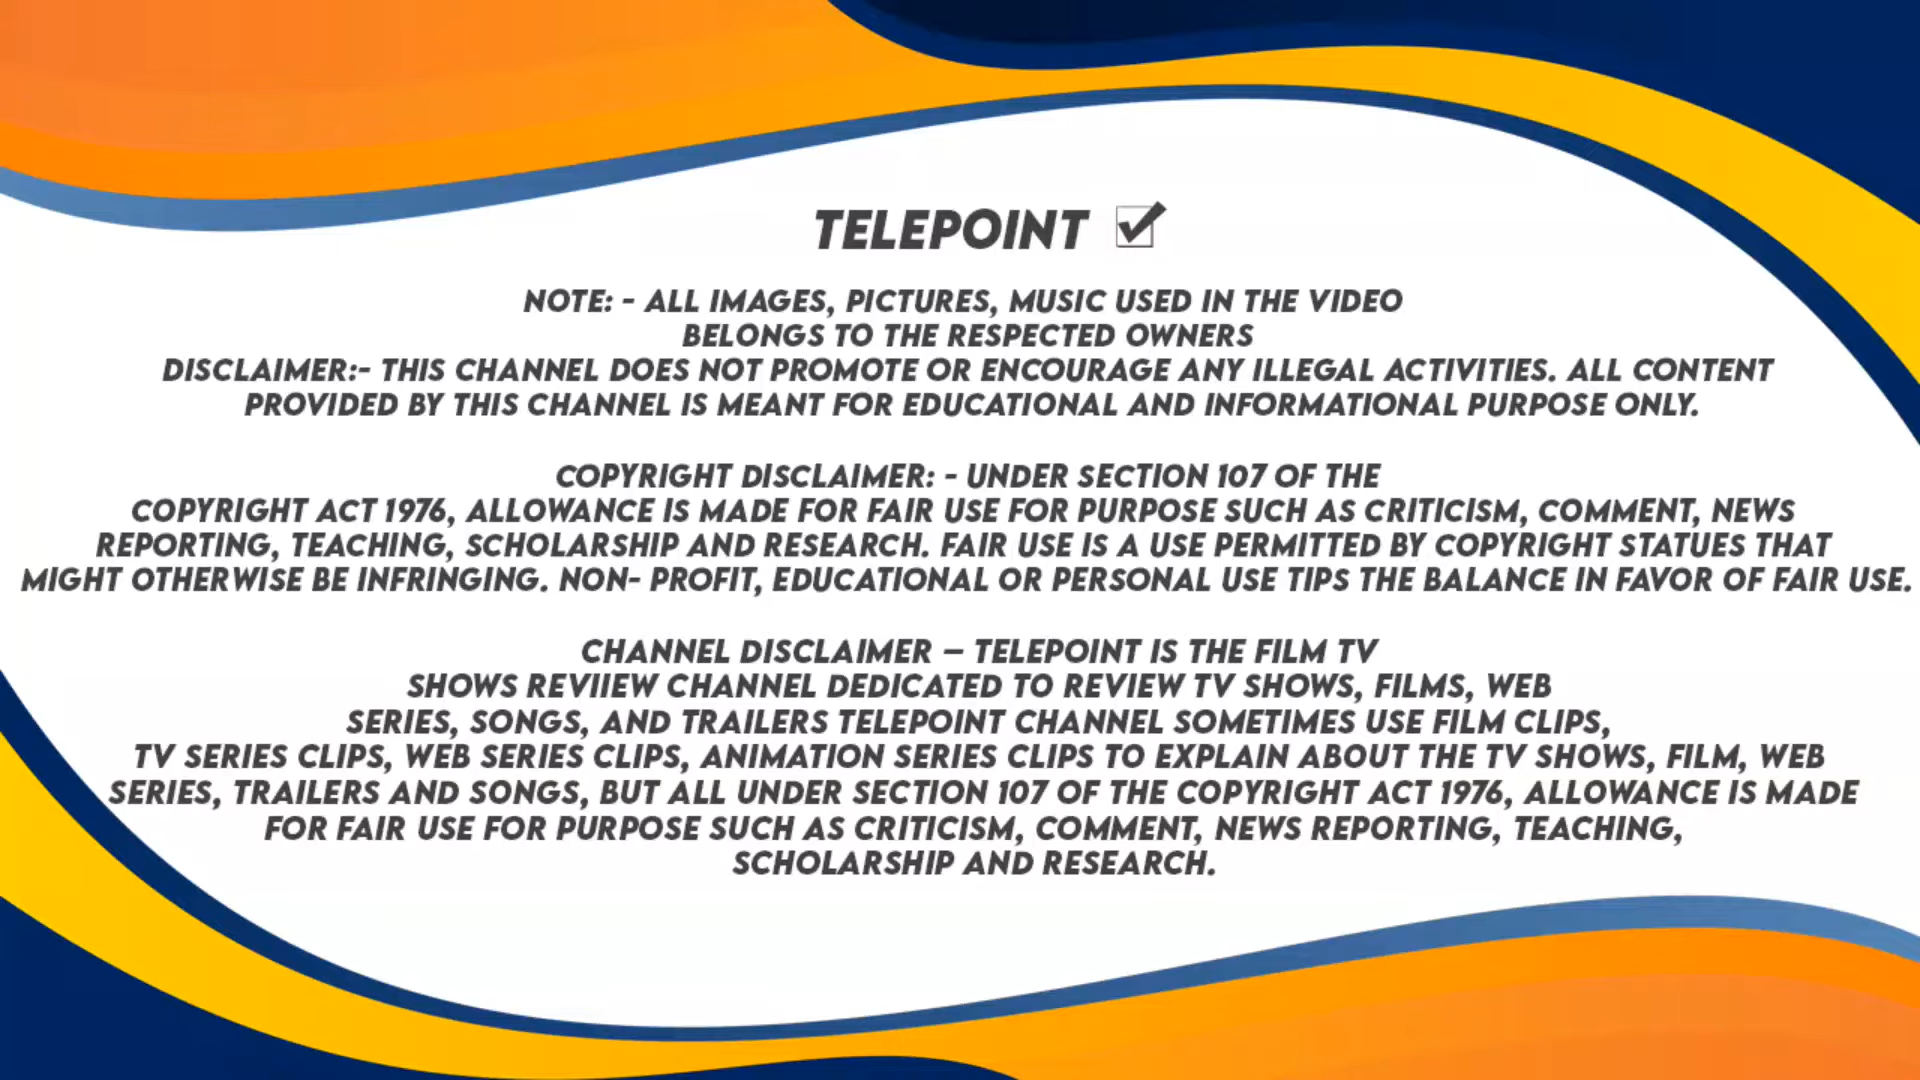 TELEPOINT
NOTE: - ALL IMAGES, PICTURES, MUSIC USED IN THE VIDEO
BELONGS TO THE RESPECTED OWNERS
DISCLAIMER:- THIS CHANNEL DOES NOT PROMOTE OR ENCOURAGE ANY ILLEGAL ACTIVITIES. ALL CONTENT
PROVIDED BY THIS CHANNEL IS MEANT FOR EDUCATIONAL AND INFORMATIONAL PURPOSE ONLY.
COPYRIGHT DISCLAIMER: - UNDER SECTION 107 OF THE
COPYRIGHT ACT 1976, ALLOWANCE IS MADE FOR FAIR USE FOR PURPOSE SUCH AS CRITICISM, COMMENT, NEWS
REPORTING, TEACHING, SCHOLARSHIP AND RESEARCH. FAIR USE IS A USE PERMITTED BY COPYRIGHT STATUES THAT
MIGHT OTHERWISE BE INFRINGING. NON- PROFIT, EDUCATIONAL OR PERSONAL USE TIPS THE BALANCE IN FAVOR OF FAIR USE.
CHANNEL DISCLAIMER – TELEPOINT IS THE FILM TV
SHOWS REVIIEW CHANNEL DEDICATED TO REVIEW TV SHOWS, FILMS, WEB
SERIES, SONGS, AND TRAILERS TELEPOINT CHANNEL SOMETIMES USE FILM CLIPS,
TV SERIES CLIPS, WEB SERIES CLIPS, ANIMATION SERIES CLIPS TO EXPLAIN ABOUT THE TV SHOWS, FILM, WEB
SERIES, TRAILERS AND SONGS, BUT ALL UNDER SECTION 107 OF THE COPYRIGHT ACT 1976, ALLOWANCE IS MADE
FOR FAIR USE FOR PURPOSE SUCH AS CRITICISM, COMMENT, NEWS REPORTING, TEACHING,
SCHOLARSHIP AND RESEARCH.